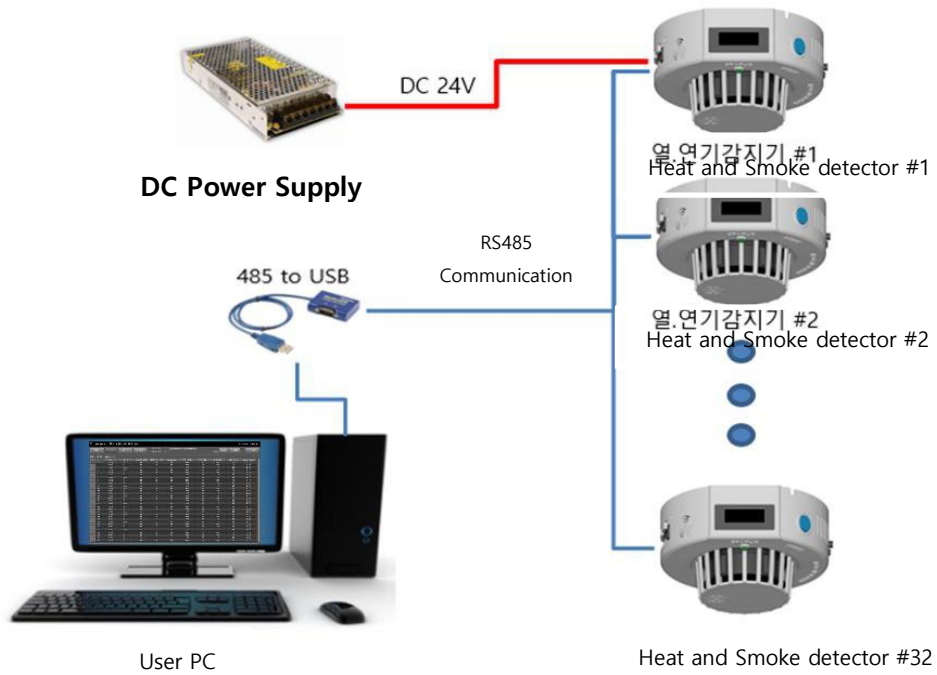 DC 24V
열.연기감지기 #1
Heat and Smoke detector #1
DC Power Supply
RS485
Communication
485 to USB
열.연기감지기 #2
Heat and Smoke detector #2
User PC
Heat and Smoke detector #32